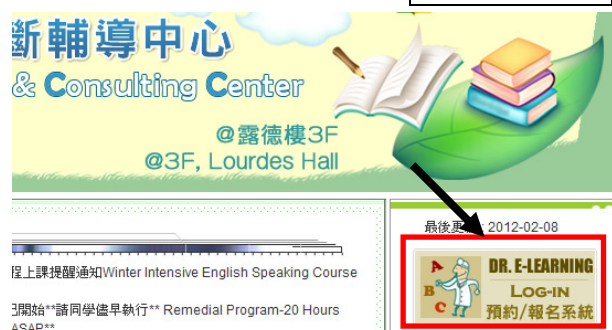 斷輔導中心
& Consulting Center
@露德樓3F
@3F, Lourdes Hall
最後更 2012-02-08
程上課提醒通知Winter Intensive English Speaking Course
開始**請同學儘早執行** Remedial Program-20 Hours
ASAP**
A
B
C
DR. E-LEARNING
LOG-IN
預約/報名系統